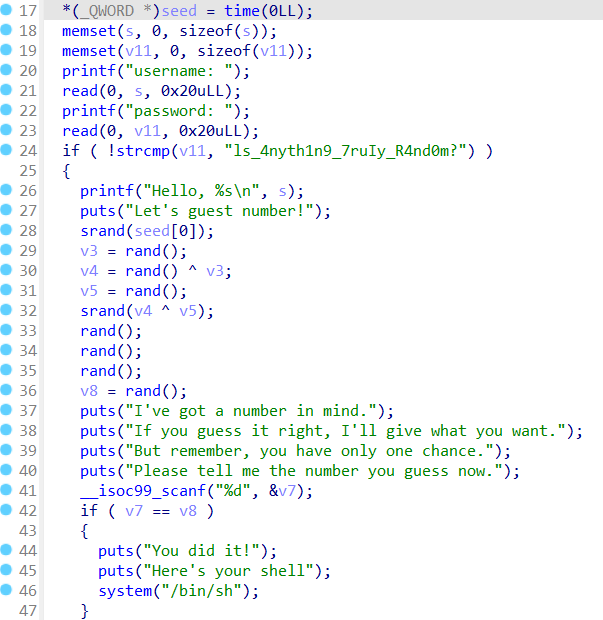 17 *(_QWORD *)seed = time(0LL);
18 memset(s, 0, sizeof(s));
19 memset(v11, 0, sizeof(v11));
20 printf("username: ");
21 read(0, s, 0x20uLL);
22 printf("password: ");
23 read(0, v11, 0x20uLL);
24 if ( !strcmp(v11, "ls_4nyth1n9_7ruIy_R4nd0m?") )
25 {
26 printf("Hello, %s\n", s);
27 puts("Let's guest number!");
28 srand(seed[0]);
29 v3 = rand();
30 v4 = rand() ^ v3;
31 v5 = rand();
32 srand(v4 ^ v5);
33 rand();
34 rand();
35 rand();
36 v8 = rand();
37 puts("I've got a number in mind.");
38 puts("If you guess it right, I'll give what you want.");
39 puts("But remember, you have only one chance.");
40 puts("Please tell me the number you guess now.");
41 __isoc99_scanf("%d", &v7);
42 if ( v7 == v8 )
43 {
44 puts("You did it!");
45 puts("Here's your shell");
46 system("/bin/sh");
47 }